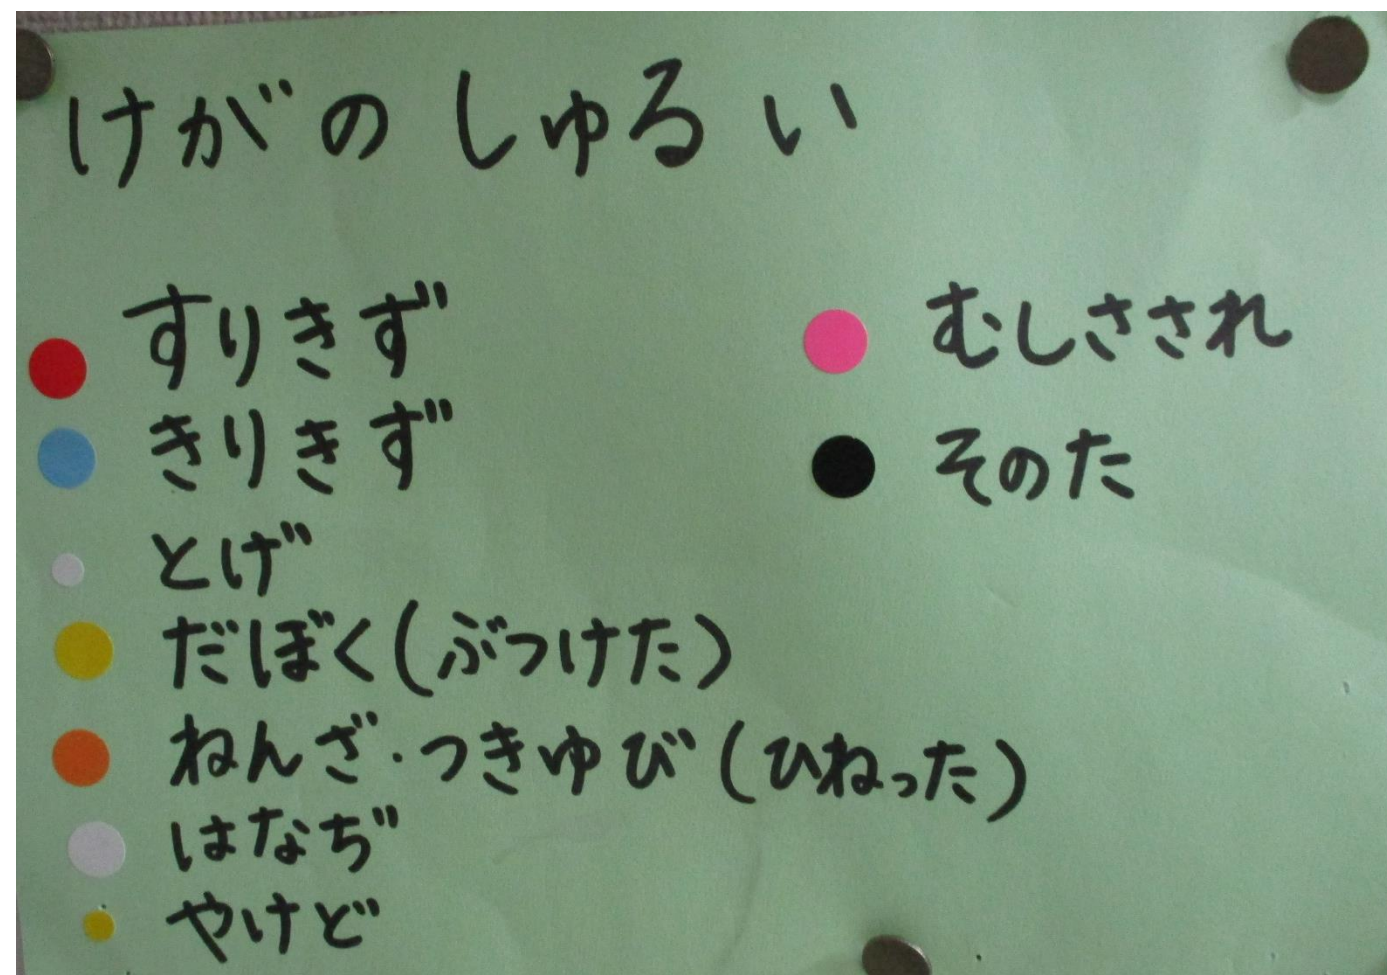 けがのしゅるい
すりきず
きりきず
とげ
だぼく(ぶつけた)
ねんざ・つきゆび(ひねった)
はなぢ
やけど
むしさされ
そのた